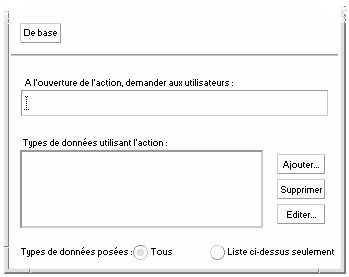 De base
A l'ouverture de l'action, demander aux utilisateurs :
Types de données utilisant l'action :
Ajouter...
Supprimer
Editer...
Types de données posées : Tous Liste ci-dessus seulement